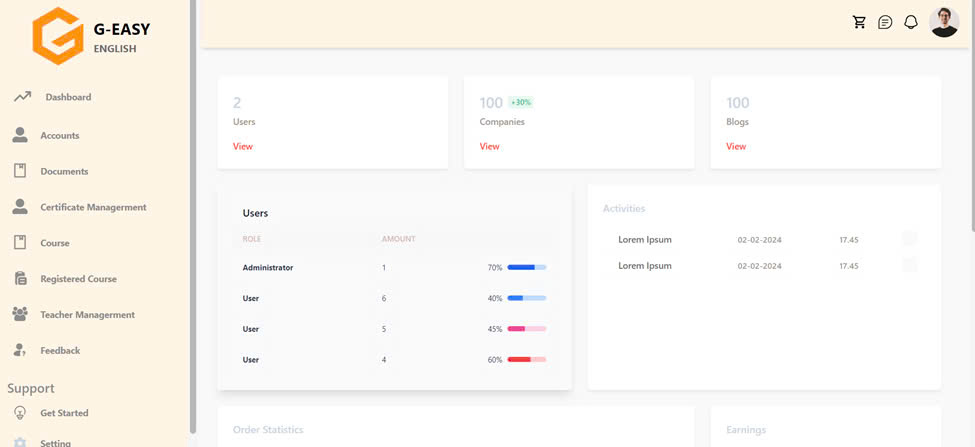 G-EASY
ENGLISH
Dashboard
Accounts
Documents
Certificate Managerment
Course
Registered Course
Teacher Management
Feedback
Support
Get Started
Setting
2
Users
View
100 +30%
Companies
View
100
Blogs
View
Users
ROLE AMOUNT
Administrator 1 70%
User 6 40%
User 5 45%
User 4 60%
Activities
Lorem Ipsum 02-02-2024 17.45
Lorem Ipsum 02-02-2024 17.45
Order Statistics
Earnings